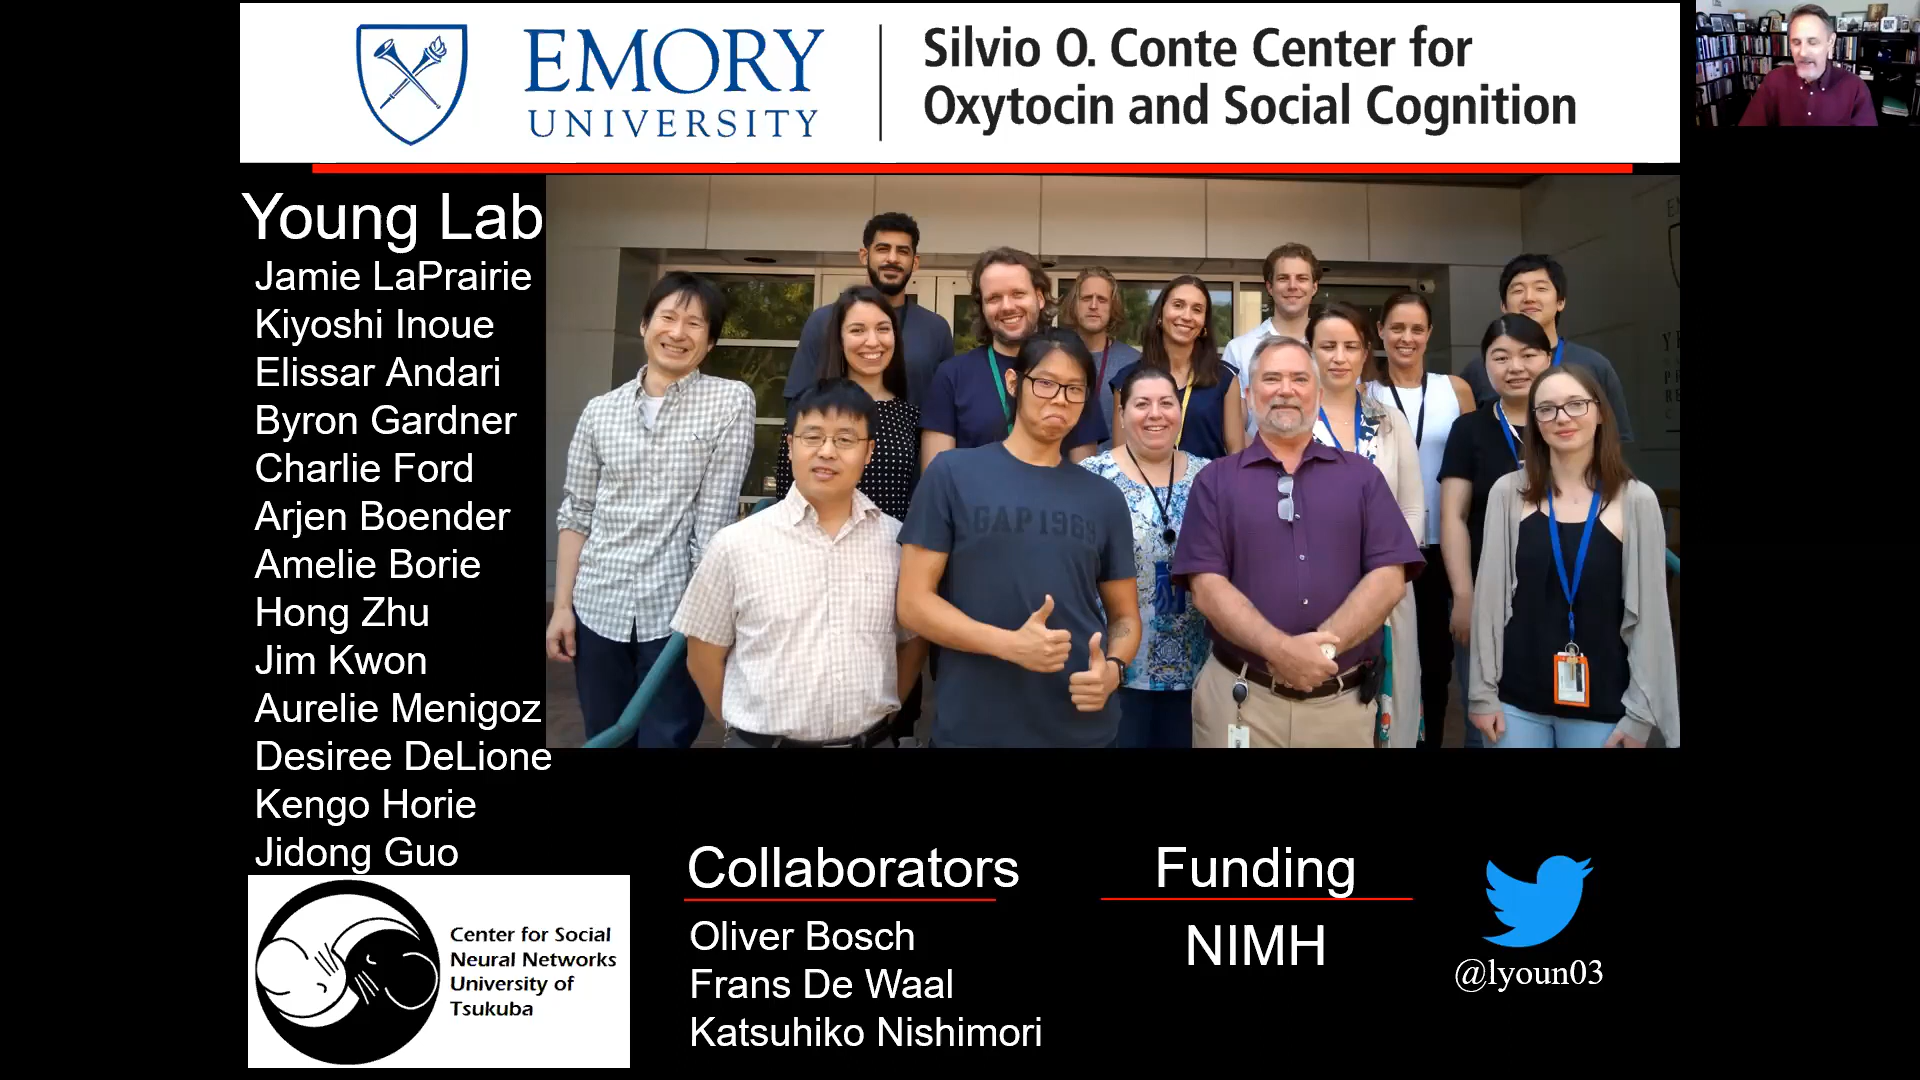 EMORY
UNIVERSITY
Silvio O. Conte Center for
Oxytocin and Social Cognition
Young Lab
Jamie LaPrairie
Kiyoshi Inoue
Elissar Andari
Byron Gardner
Charlie Ford
Arjen Boender
Amelie Borie
Hong Zhu
Jim Kwon
Aurelie Menigoz
Desiree DeLione
Kengo Horie
Jidong Guo
GAP 1969
Center for Social
Neural Networks
University of
Tsukuba
Collaborators
Oliver Bosch
Frans De Waal
Katsuhiko Nishimori
Funding
NIMH
@lyoun03